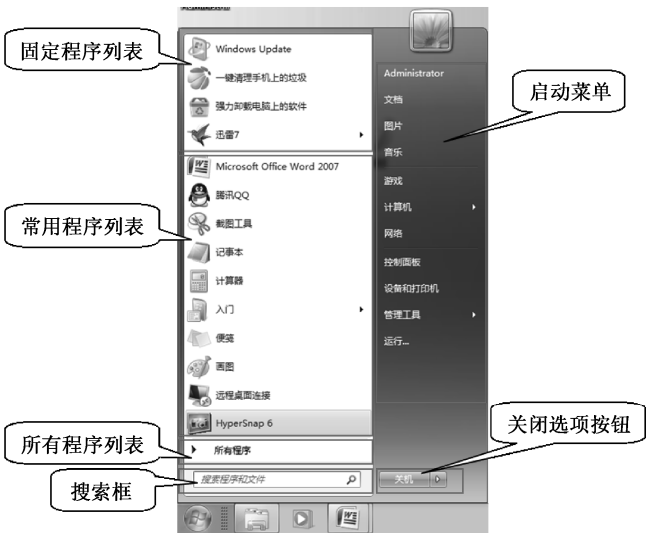 固定程序列表
Windows Update
一键清理手机上的垃圾
强力卸载电脑上的软件
迅雷7
常用程序列表
Microsoft Office Word 2007
腾讯QQ
截图工具
记事本
计算器
入门
便笺
画图
远程桌面连接
HyperSnap 6
所有程序列表
所有程序
搜索框
搜索程序和文件
启动菜单
Administrator
文档
图片
音乐
游戏
计算机
网络
控制面板
设备和打印机
管理工具
运行...
关闭选项按钮
关机